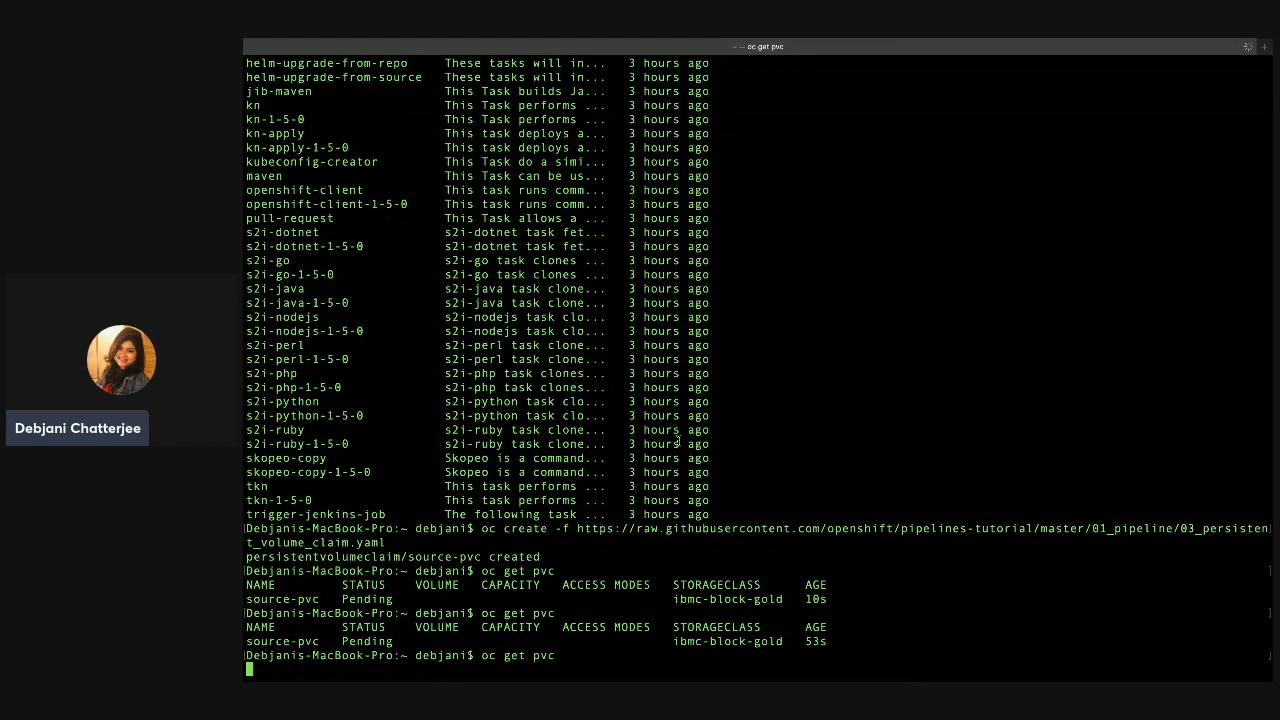 ~ — oc get pvc
helm-upgrade-from-repo These tasks will in... 3 hours ago
helm-upgrade-from-source These tasks will in... 3 hours ago
jib-maven This Task builds Ja... 3 hours ago
kn This Task performs ... 3 hours ago
kn-1-5-0 This Task performs ... 3 hours ago
kn-apply This task deploys a... 3 hours ago
kn-apply-1-5-0 This task deploys a... 3 hours ago
kubeconfig-creator This Task do a simi... 3 hours ago
maven This Task can be us... 3 hours ago
openshift-client This task runs comm... 3 hours ago
openshift-client-1-5-0 This task runs comm... 3 hours ago
pull-request This Task allows a ... 3 hours ago
s2i-dotnet s2i-dotnet task fet... 3 hours ago
s2i-dotnet-1-5-0 s2i-dotnet task fet... 3 hours ago
s2i-go s2i-go task clones ... 3 hours ago
s2i-go-1-5-0 s2i-go task clones ... 3 hours ago
s2i-java s2i-java task clone... 3 hours ago
s2i-java-1-5-0 s2i-java task clone... 3 hours ago
s2i-nodejs s2i-nodejs task clo... 3 hours ago
s2i-nodejs-1-5-0 s2i-nodejs task clo... 3 hours ago
s2i-perl s2i-perl task clone... 3 hours ago
s2i-perl-1-5-0 s2i-perl task clone... 3 hours ago
s2i-php s2i-php task clones... 3 hours ago
s2i-php-1-5-0 s2i-php task clones... 3 hours ago
s2i-python s2i-python task clo... 3 hours ago
s2i-python-1-5-0 s2i-python task clo... 3 hours ago
s2i-ruby s2i-ruby task clone... 3 hours ago
s2i-ruby-1-5-0 s2i-ruby task clone... 3 hours ago
skopeo-copy Skopeo is a command... 3 hours ago
skopeo-copy-1-5-0 Skopeo is a command... 3 hours ago
tkn This task performs ... 3 hours ago
tkn-1-5-0 This task performs ... 3 hours ago
trigger-jenkins-job The following task ... 3 hours ago
[Debjanis-MacBook-Pro:~ debjani$ oc create -f https://raw.githubusercontent.com/openshift/pipelines-tutorial/master/01_pipeline/03_persisten]
t_volume_claim.yaml
persistentvolumeclaim/source-pvc created
[Debjanis-MacBook-Pro:~ debjani$ oc get pvc ]
NAME STATUS VOLUME CAPACITY ACCESS MODES STORAGECLASS AGE
source-pvc Pending ibmc-block-gold 10s
[Debjanis-MacBook-Pro:~ debjani$ oc get pvc ]
NAME STATUS VOLUME CAPACITY ACCESS MODES STORAGECLASS AGE
source-pvc Pending ibmc-block-gold 53s
[Debjanis-MacBook-Pro:~ debjani$ oc get pvc ]
Debjani Chatterjee